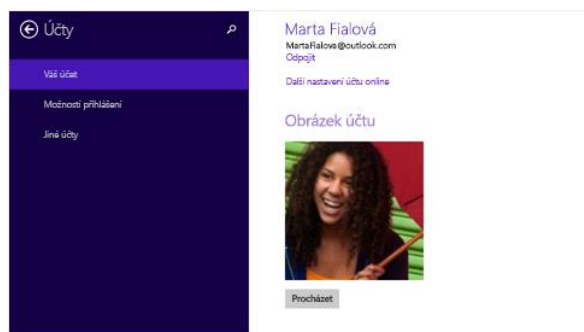 Účty
Váš účet
Možnosti přihlášení
Jiné účty
Marta Fialová
MartaFialova@outlook.com
Odpojit
Další nastavení účtu online
Obrázek účtu
Procházet